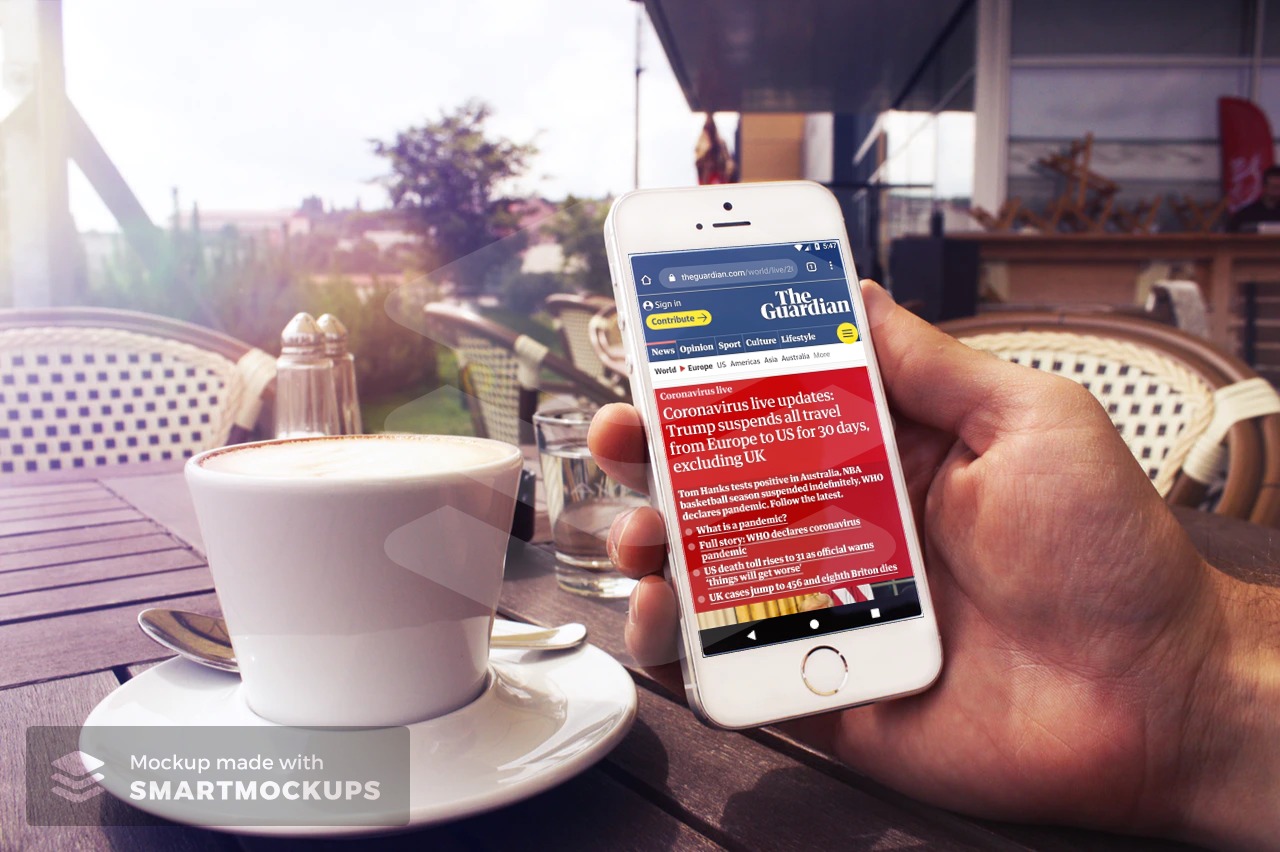 5:47
theguardian.com/world/live/2
Sign in
Contribute →
The
Guardian
News Opinion Sport Culture Lifestyle
World Europe US Americas Asia Australia More
Coronavirus live
Coronavirus live updates:
Trump suspends all travel
from Europe to US for 30 days,
excluding UK
Tom Hanks tests positive in Australia, NBA
basketball season suspended indefinitely, WHO
declares pandemic. Follow the latest.
What is a pandemic?
Full story: WHO declares coronavirus
pandemic
US death toll rises to 31 as official warns
'things will get worse'
UK cases jump to 456 and eighth Briton dies
Mockup made with
SMARTMOCKUPS